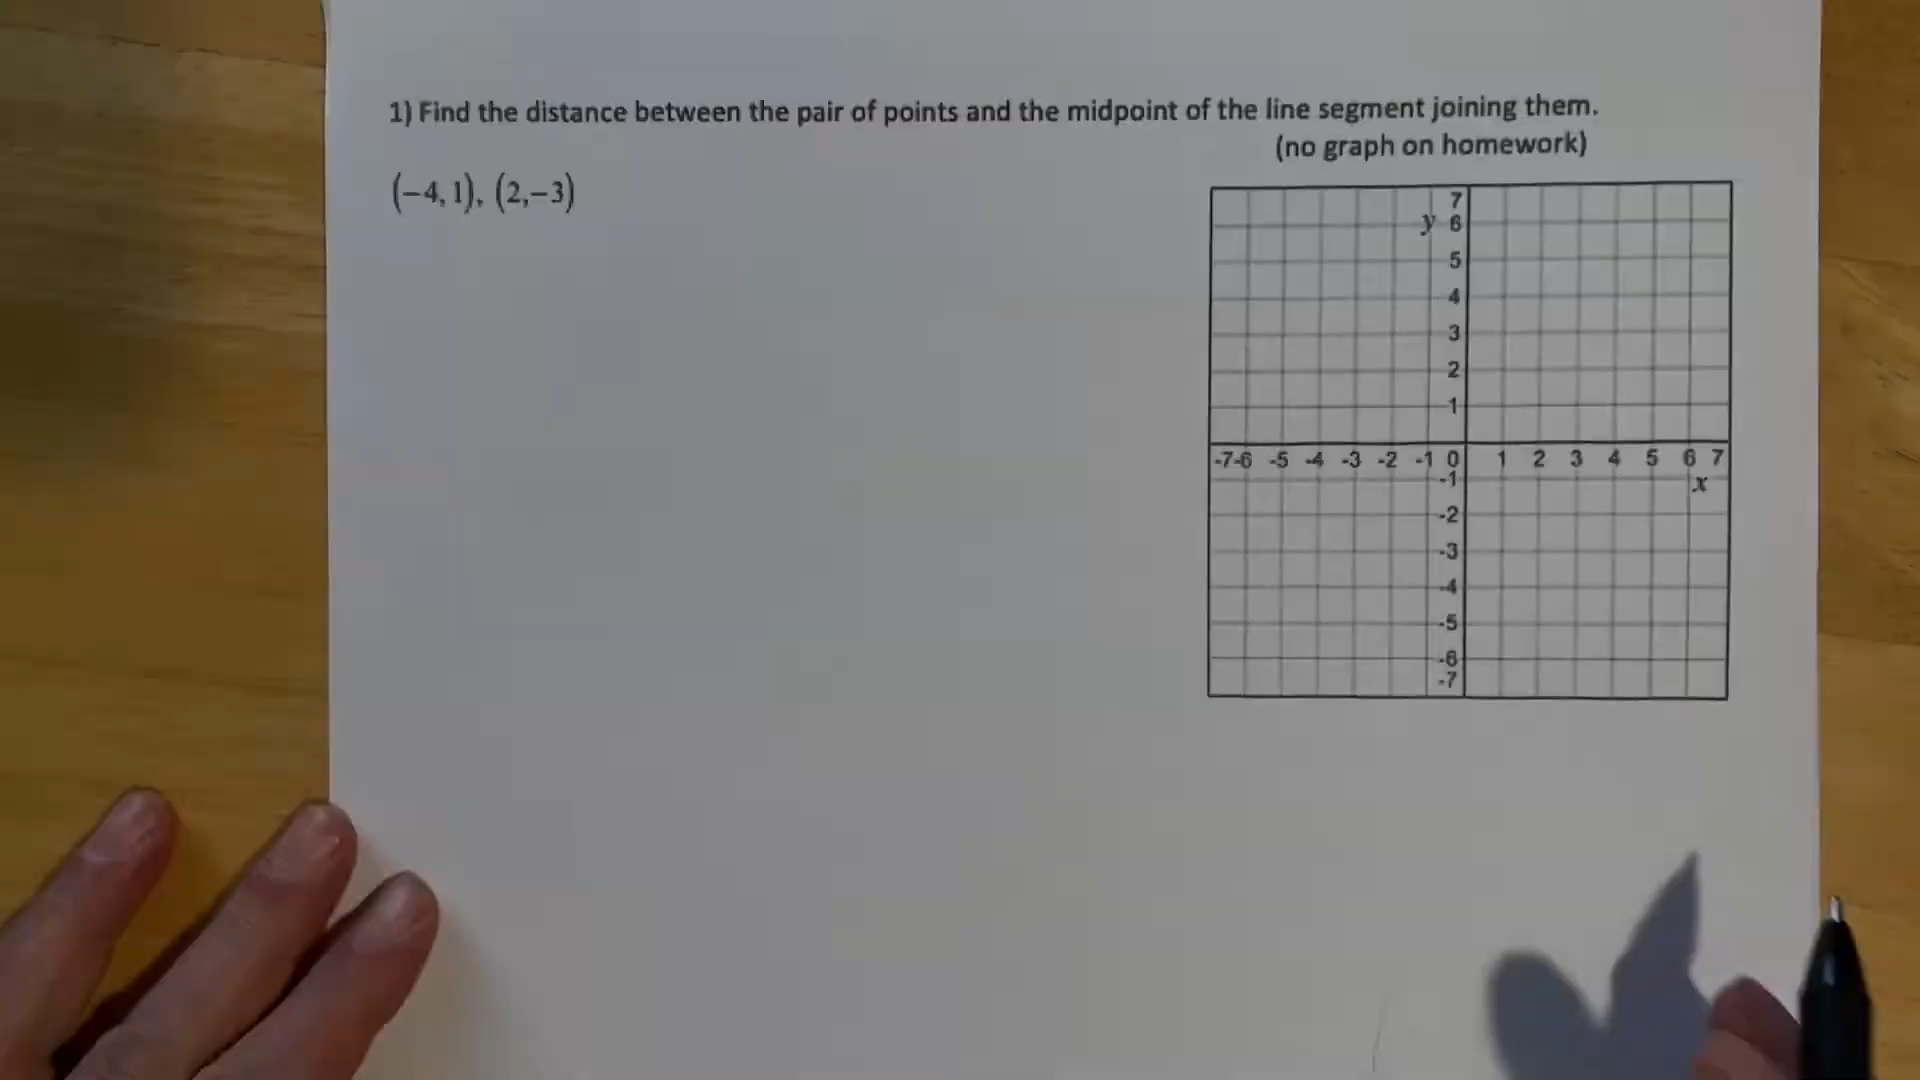 1) Find the distance between the pair of points and the midpoint of the line segment joining them.
(no graph on homework)
(−4, 1), (2,−3)
7
y 6
5
4
3
2
1
-7 -6 -5 -4 -3 -2 -1 0 1 2 3 4 5 6 7
-1
x
-2
-3
-4
-5
-6
-7